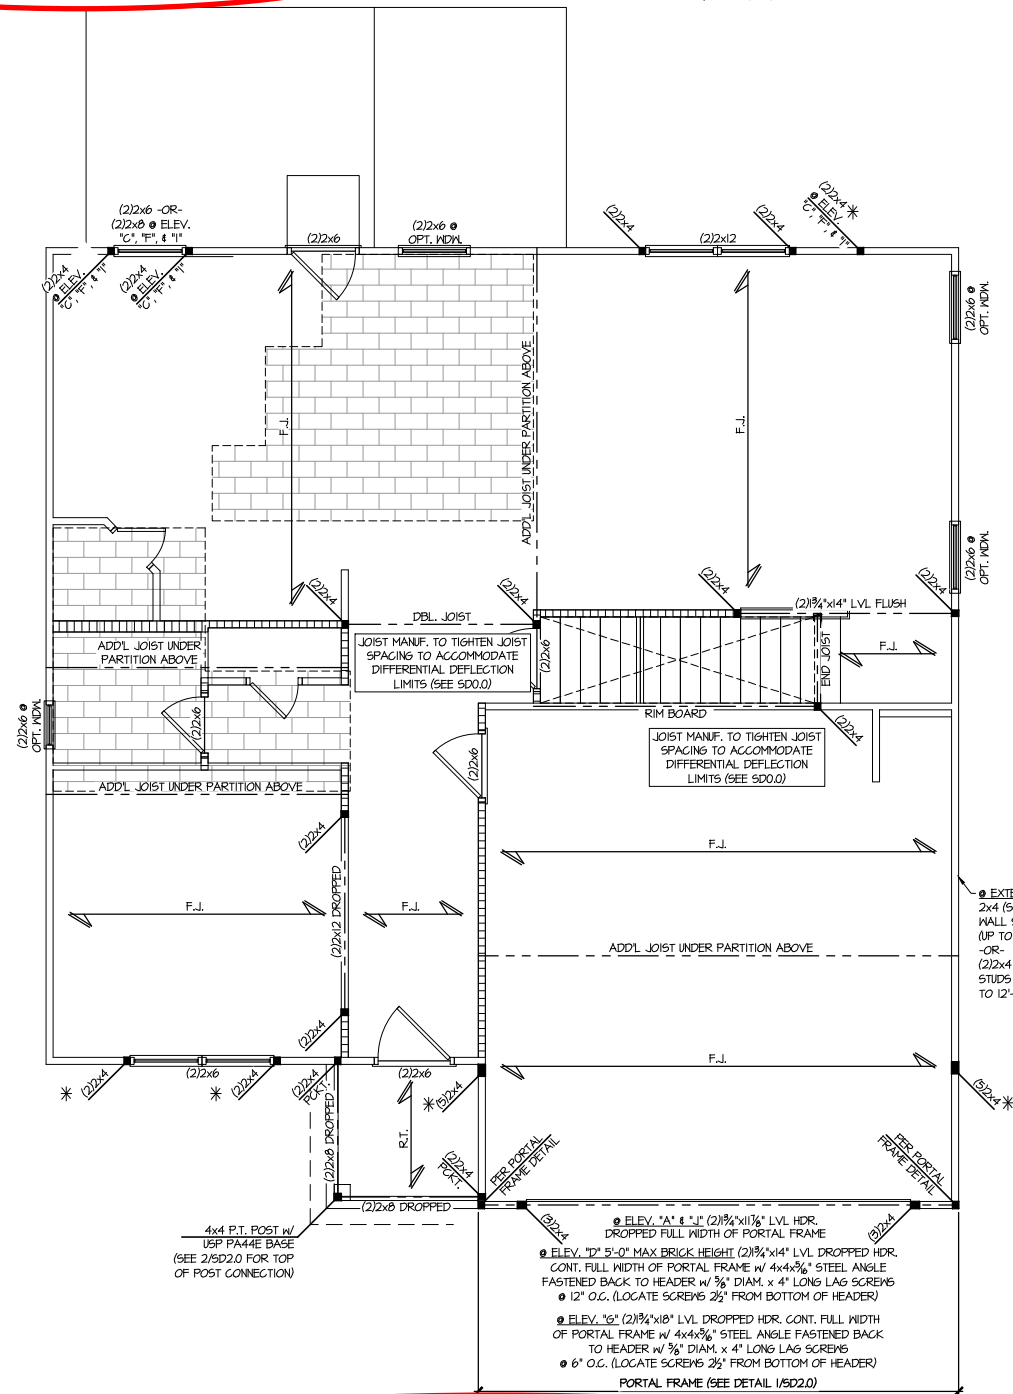 (2)2x6 -OR-
(2)2x8 @ ELEV.
"C", "F", & "I"
(2)2x6
(2)2x6 @
OPT. WDW.
(2)2x4
(2)2x12
(2)2x4
(2)2x4 *
@ ELEV.
"C", "F", & "I"
(2)2x4
@ ELEV.
"C", "F", & "I"
(2)2x4
@ ELEV.
"C", "F", & "I"
(2)2x6 @
OPT. WDW.
ADD'L JOIST UNDER PARTITION ABOVE
F.J.
F.J.
(2)2x6 @
OPT. WDW.
(2)2x4
(2)2x4
(2)2x4
(2)2x4
(2)1¾"x14" LVL FLUSH
DBL. JOIST
JOIST MANUF. TO TIGHTEN JOIST
SPACING TO ACCOMMODATE
DIFFERENTIAL DEFLECTION
LIMITS (SEE SD0.0)
ADD'L JOIST UNDER
PARTITION ABOVE
(2)2x6
END JOIST
F.J.
(2)2x6 @
OPT. WDW.
(2)2x6
RIM BOARD
(2)2x4
JOIST MANUF. TO TIGHTEN JOIST
SPACING TO ACCOMMODATE
DIFFERENTIAL DEFLECTION
LIMITS (SEE SD0.0)
(2)2x6
ADD'L JOIST UNDER PARTITION ABOVE
(2)2x4
F.J.
F.J.
F.J.
(2)2x12 DROPPED
@ EXTE
2x4 (S
WALL S
(UP TO
-OR-
(2)2x4
STUDS
TO 12'-
ADD'L JOIST UNDER PARTITION ABOVE
(2)2x4
F.J.
* (2)2x4
(2)2x6
* (2)2x4
(2)2x4
PCKT.
(2)2x6
* (5)2x4
(5)2x4 *
(2)2x8 DROPPED
R.T.
(2)2x4
PCKT.
PER PORTAL
FRAME DETAIL
PER PORTAL
FRAME DETAIL
(2)2x8 DROPPED
(3)2x4
(3)2x4
4x4 P.T. POST W/
USP PA44E BASE
(SEE 2/SD2.0 FOR TOP
OF POST CONNECTION)
@ ELEV. "A" & "J" (2)1¾"x11⅞" LVL HDR.
DROPPED FULL WIDTH OF PORTAL FRAME
@ ELEV. "D" 5'-0" MAX BRICK HEIGHT (2)1¾"x14" LVL DROPPED HDR.
CONT. FULL WIDTH OF PORTAL FRAME W/ 4x4x5/16" STEEL ANGLE
FASTENED BACK TO HEADER W/ ⅝" DIAM. x 4" LONG LAG SCREWS
@ 12" O.C. (LOCATE SCREWS 2½" FROM BOTTOM OF HEADER)
@ ELEV. "G" (2)1¾"x18" LVL DROPPED HDR. CONT. FULL WIDTH
OF PORTAL FRAME W/ 4x4x5/16" STEEL ANGLE FASTENED BACK
TO HEADER W/ ⅝" DIAM. x 4" LONG LAG SCREWS
@ 6" O.C. (LOCATE SCREWS 2½" FROM BOTTOM OF HEADER)
PORTAL FRAME (SEE DETAIL 1/SD2.0)